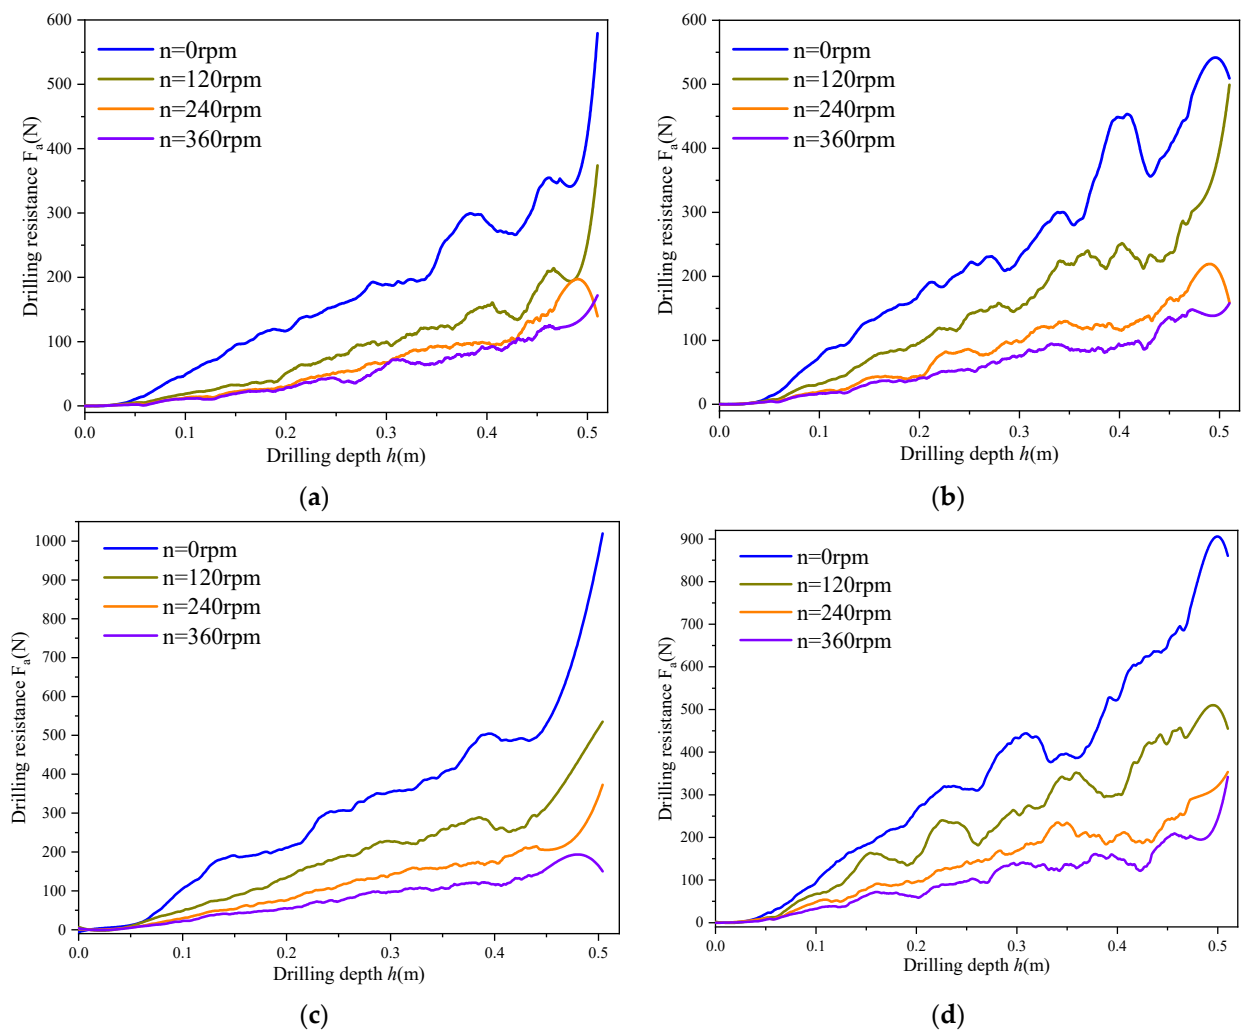 600
500
400
300
200
100
0
Drilling resistance Fₐ(N)
n=0rpm
n=120rpm
n=240rpm
n=360rpm
0.0 0.1 0.2 0.3 0.4 0.5
Drilling depth h(m)
(a)
600
500
400
300
200
100
0
Drilling resistance Fₐ(N)
n=0rpm
n=120rpm
n=240rpm
n=360rpm
0.0 0.1 0.2 0.3 0.4 0.5
Drilling depth h(m)
(b)
1000
900
800
700
600
500
400
300
200
100
0
Drilling resistance Fₐ(N)
n=0rpm
n=120rpm
n=240rpm
n=360rpm
0.0 0.1 0.2 0.3 0.4 0.5
Drilling depth h(m)
(c)
900
800
700
600
500
400
300
200
100
0
Drilling resistance Fₐ(N)
n=0rpm
n=120rpm
n=240rpm
n=360rpm
0.0 0.1 0.2 0.3 0.4 0.5
Drilling depth h(m)
(d)